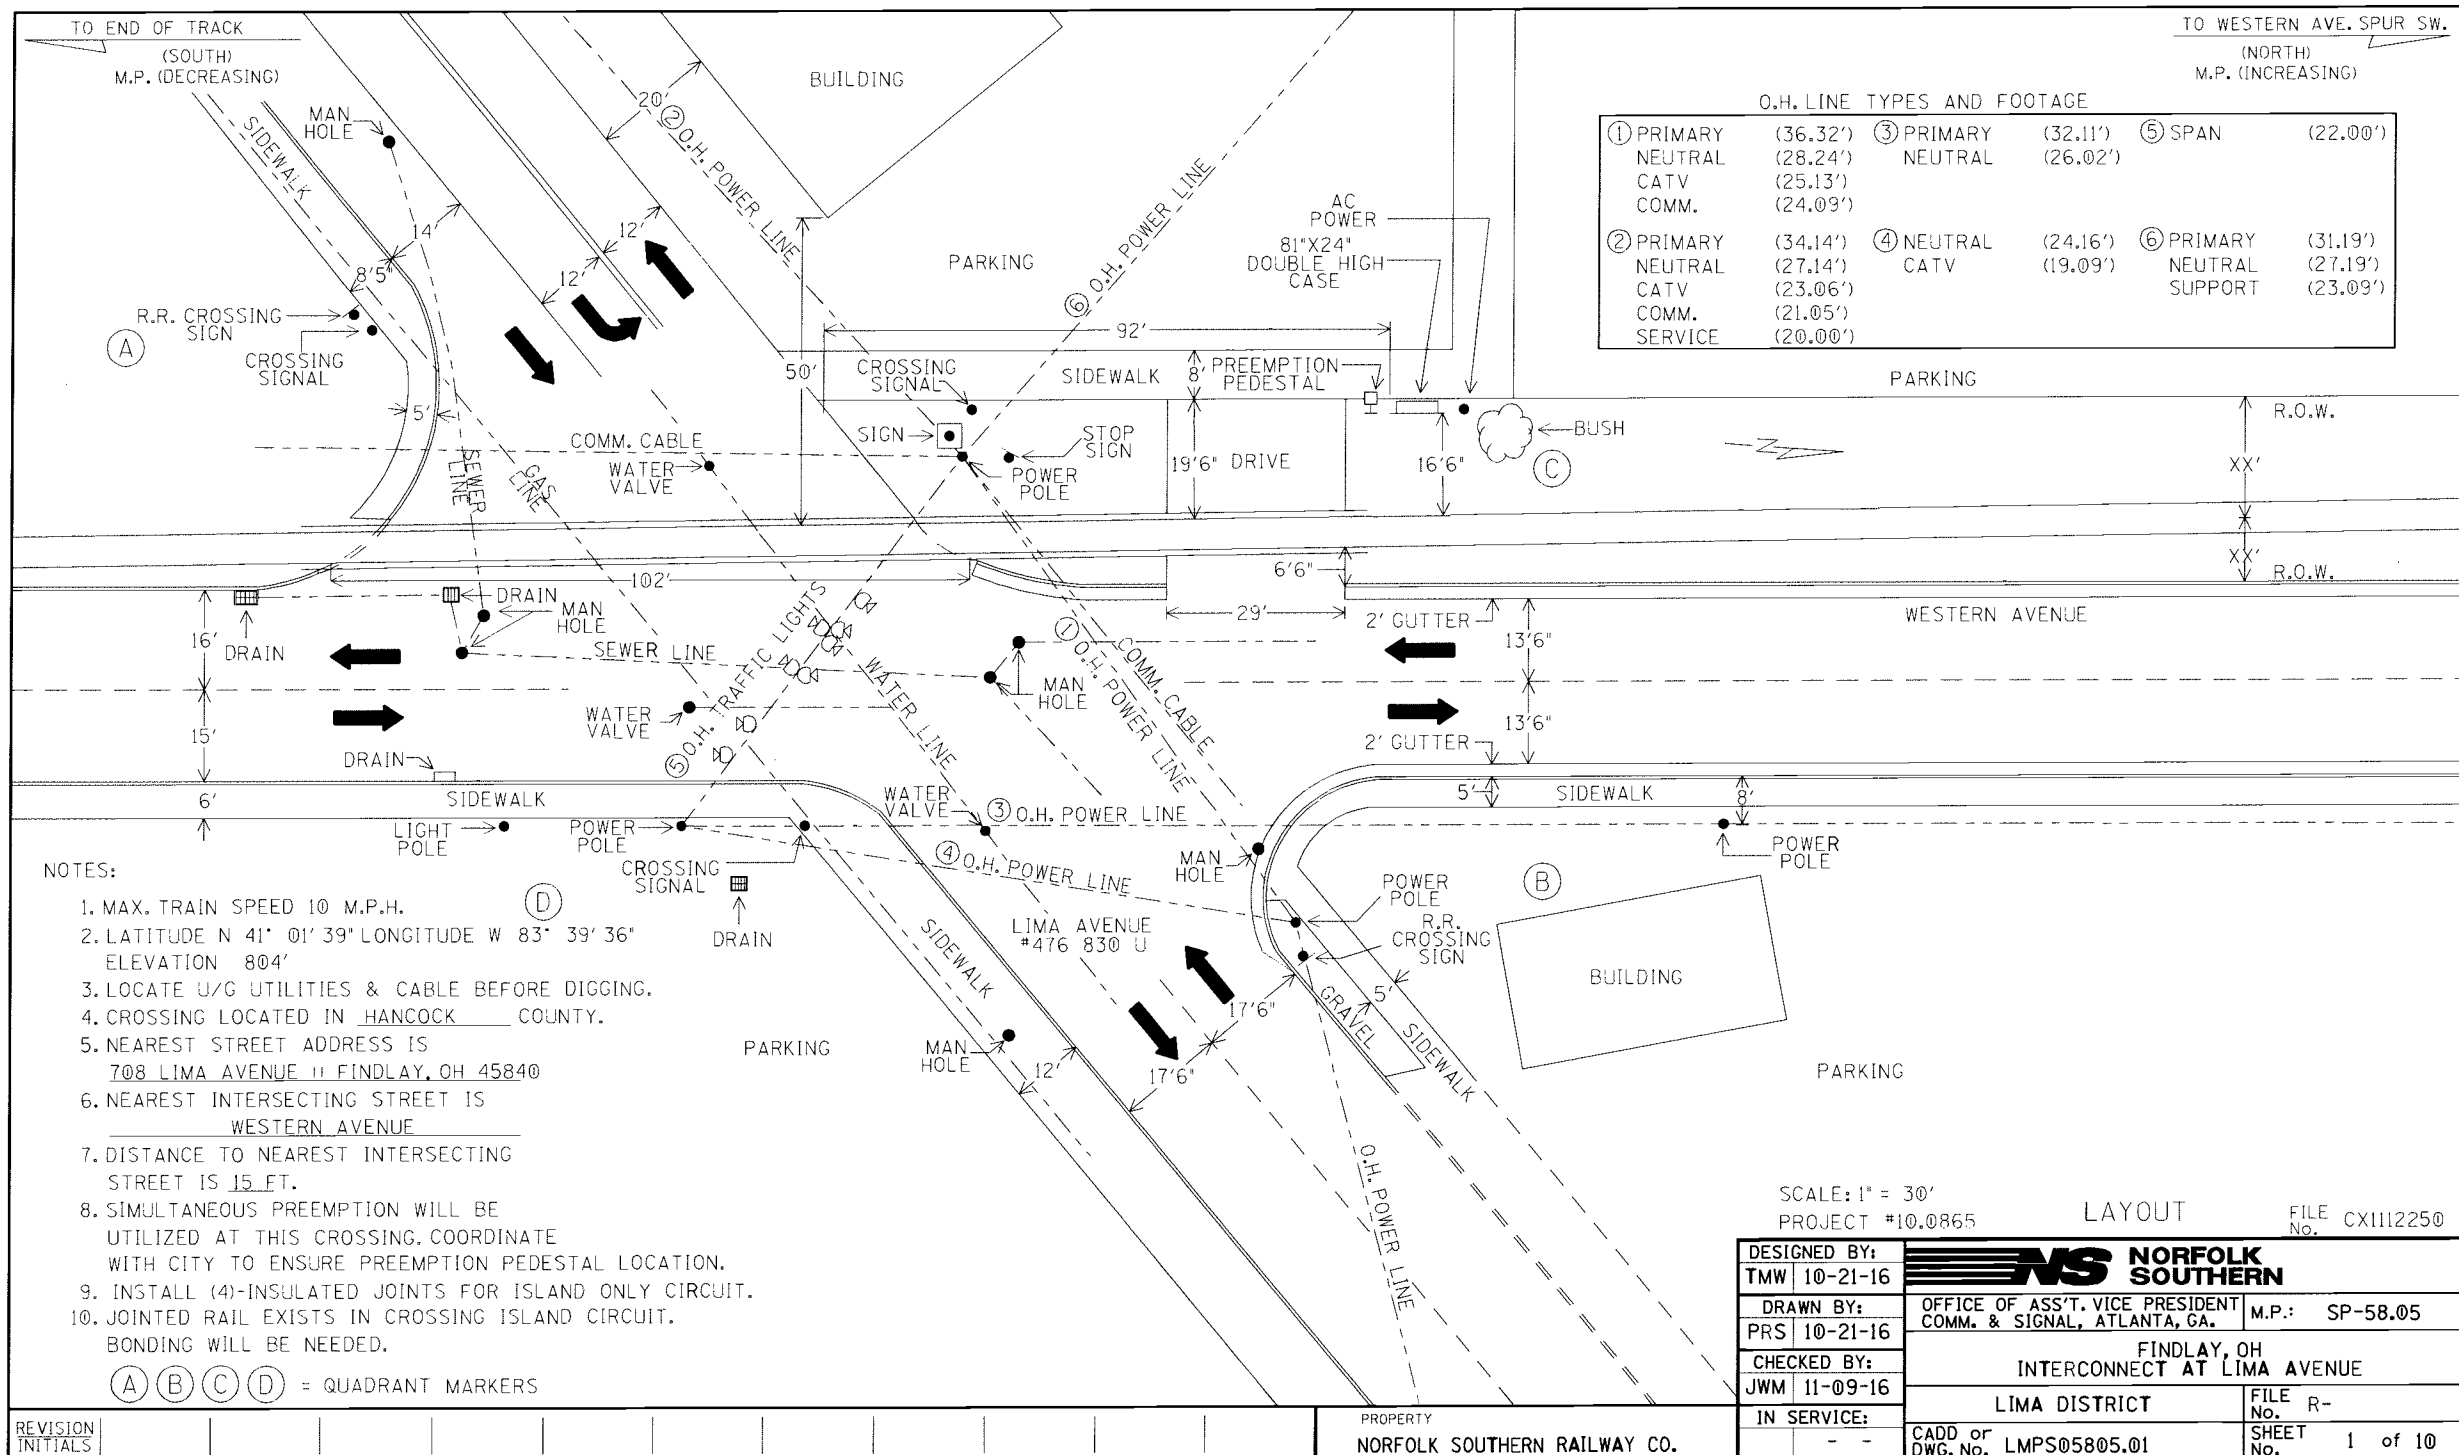 TO END OF TRACK
(SOUTH)
M.P. (DECREASING)
TO WESTERN AVE. SPUR SW.
(NORTH)
M.P. (INCREASING)
O.H. LINE TYPES AND FOOTAGE
1 PRIMARY (36.32') 3 PRIMARY (32.11') 5 SPAN (22.00')
NEUTRAL (28.24') NEUTRAL (26.02')
CATV (25.13')
COMM. (24.09')
2 PRIMARY (34.14') 4 NEUTRAL (24.16') 6 PRIMARY (31.19')
NEUTRAL (27.14') CATV (19.09') NEUTRAL (27.19')
CATV (23.06') SUPPORT (23.09')
COMM. (21.05')
SERVICE (20.00')
MAN
HOLE
SIDEWALK
BUILDING
20'
2 O.H. POWER LINE
14'
12'
12'
8'5"
R.R. CROSSING
SIGN
A
CROSSING
SIGNAL
5'
PARKING
6 O.H. POWER LINE
AC
POWER
81"X24"
DOUBLE HIGH
CASE
92'
50'
CROSSING
SIGNAL
SIDEWALK
8'
PREEMPTION
PEDESTAL
PARKING
R.O.W.
SIGN
STOP
SIGN
POWER
POLE
COMM. CABLE
WATER
VALVE
SEWER
LINE
GAS
LINE
19'6" DRIVE
16'6"
BUSH
C
XX'
XX'
R.O.W.
102'
6'6"
29'
DRAIN
MAN
HOLE
DRAIN
16'
15'
6'
SEWER LINE
WATER
VALVE
5 O.H. TRAFFIC LIGHTS
WATER LINE
1 O.H. POWER LINE
COMM. CABLE
MAN
HOLE
2' GUTTER
13'6"
WESTERN AVENUE
13'6"
2' GUTTER
DRAIN
SIDEWALK
LIGHT
POLE
POWER
POLE
CROSSING
SIGNAL
WATER
VALVE
3 O.H. POWER LINE
4 O.H. POWER LINE
5'
SIDEWALK
8'
POWER
POLE
MAN
HOLE
POWER
POLE
R.R.
CROSSING
SIGN
B
BUILDING
D
DRAIN
LIMA AVENUE
#476 830 U
SIDEWALK
17'6"
17'6"
GRAVEL
5'
SIDEWALK
PARKING
MAN
HOLE
12'
PARKING
O.H. POWER LINE
NOTES:
1. MAX. TRAIN SPEED 10 M.P.H.
2. LATITUDE N 41° 01' 39" LONGITUDE W 83° 39' 36"
ELEVATION 804'
3. LOCATE U/G UTILITIES & CABLE BEFORE DIGGING.
4. CROSSING LOCATED IN HANCOCK COUNTY.
5. NEAREST STREET ADDRESS IS
708 LIMA AVENUE FINDLAY, OH 45840
6. NEAREST INTERSECTING STREET IS
WESTERN AVENUE
7. DISTANCE TO NEAREST INTERSECTING
STREET IS 15 FT.
8. SIMULTANEOUS PREEMPTION WILL BE
UTILIZED AT THIS CROSSING. COORDINATE
WITH CITY TO ENSURE PREEMPTION PEDESTAL LOCATION.
9. INSTALL (4)-INSULATED JOINTS FOR ISLAND ONLY CIRCUIT.
10. JOINTED RAIL EXISTS IN CROSSING ISLAND CIRCUIT.
BONDING WILL BE NEEDED.
A B C D = QUADRANT MARKERS
SCALE: 1" = 30'
PROJECT #10.0865
LAYOUT
FILE No. CX1112250
DESIGNED BY:
TMW 10-21-16
DRAWN BY:
PRS 10-21-16
CHECKED BY:
JWM 11-09-16
IN SERVICE:
- -
NS NORFOLK
SOUTHERN
OFFICE OF ASS'T. VICE PRESIDENT
COMM. & SIGNAL, ATLANTA, GA.
M.P.: SP-58.05
FINDLAY, OH
INTERCONNECT AT LIMA AVENUE
LIMA DISTRICT
FILE No. R-
CADD or DWG. No. LMPS05805.01
SHEET No. 1 of 10
REVISION
INITIALS
PROPERTY
NORFOLK SOUTHERN RAILWAY CO.